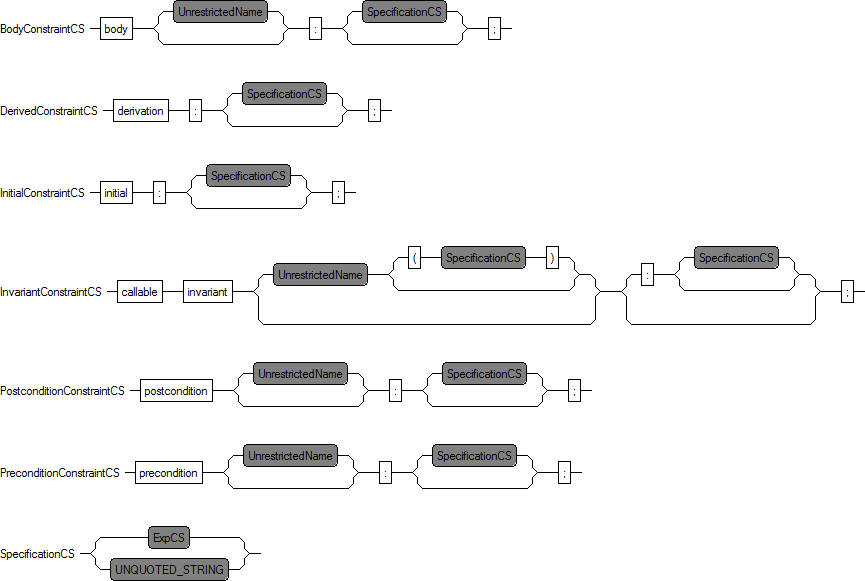 BodyConstraintCS body UnrestrictedName : SpecificationCS ;
DerivedConstraintCS derivation : SpecificationCS ;
InitialConstraintCS initial : SpecificationCS ;
InvariantConstraintCS callable invariant UnrestrictedName ( SpecificationCS ) : SpecificationCS ;
PostconditionConstraintCS postcondition UnrestrictedName : SpecificationCS ;
PreconditionConstraintCS precondition UnrestrictedName : SpecificationCS ;
SpecificationCS ExpCS
UNQUOTED_STRING